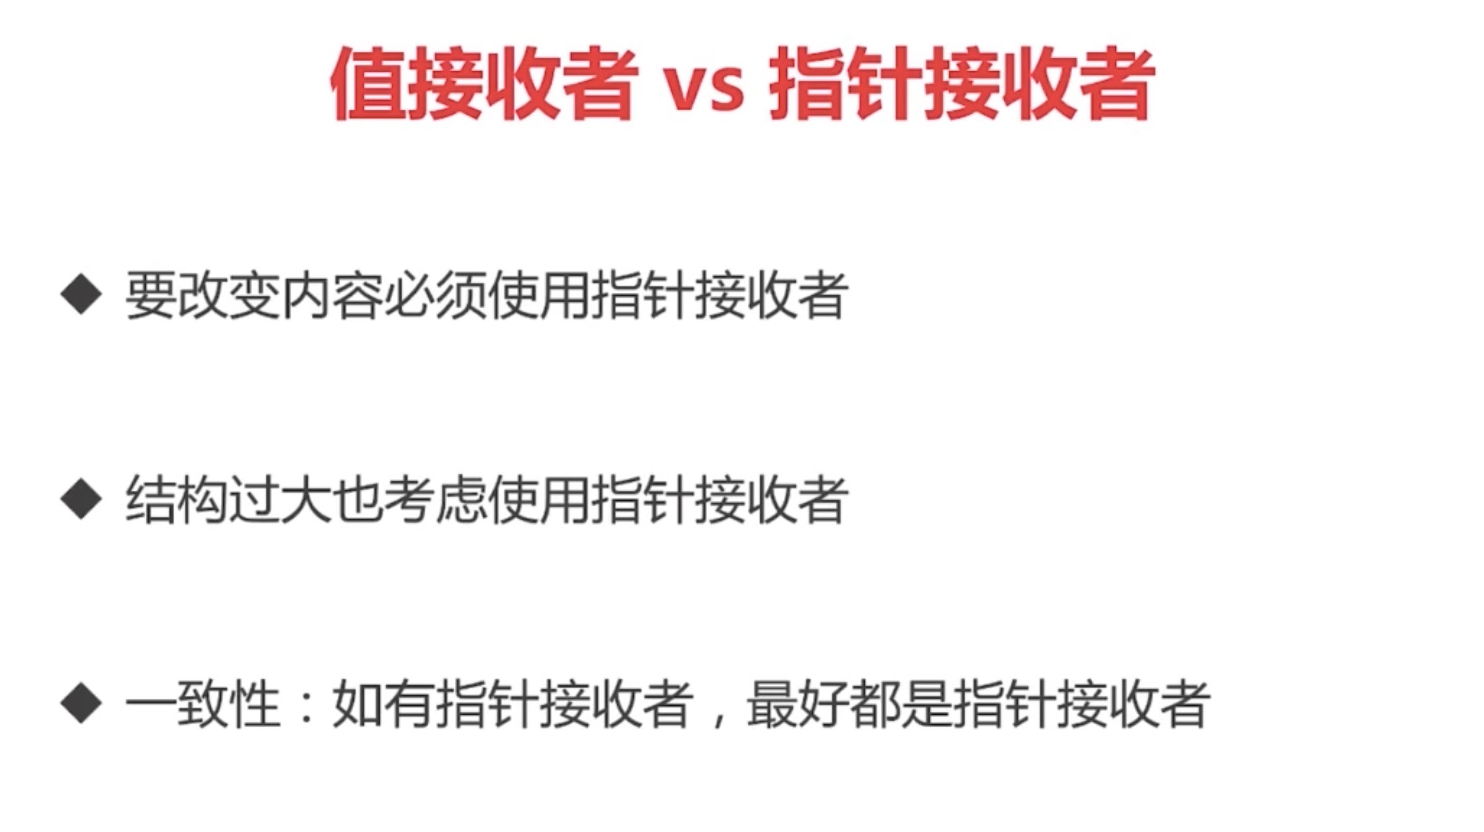 值接收者 vs 指针接收者
◆ 要改变内容必须使用指针接收者
◆ 结构过大也考虑使用指针接收者
◆ 一致性：如有指针接收者，最好都是指针接收者